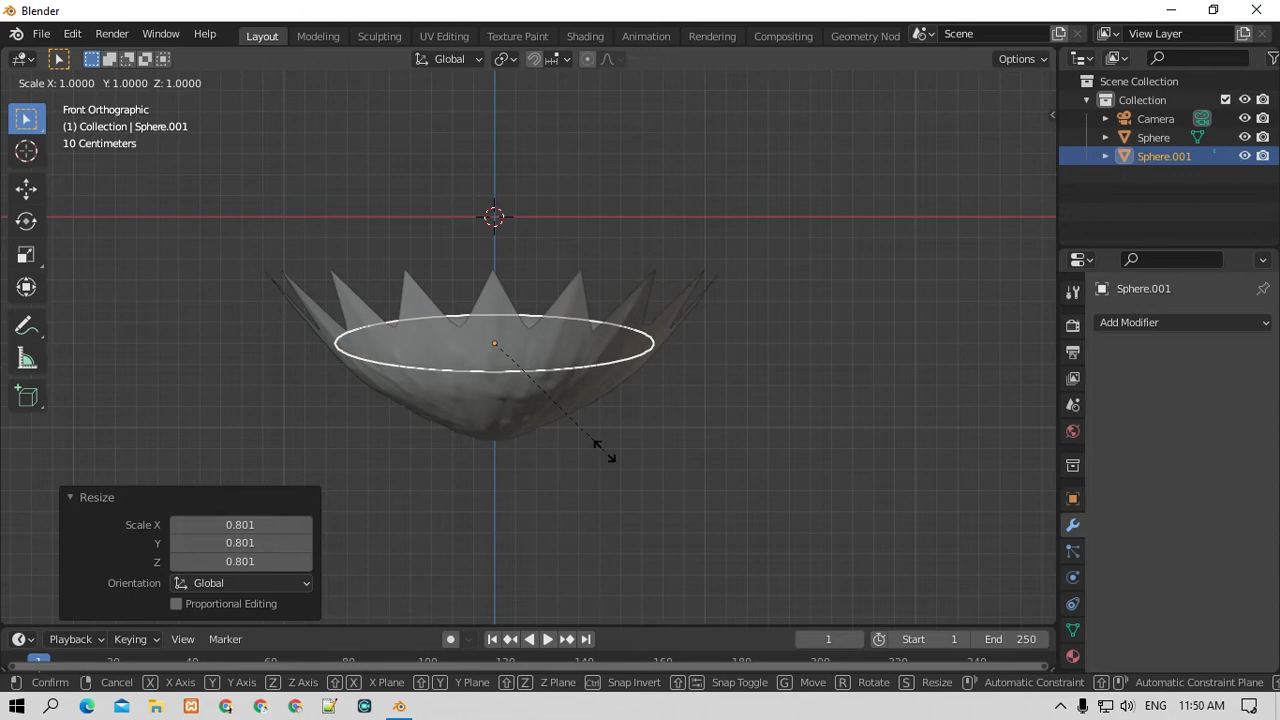 Blender
File Edit Render Window Help Layout Modeling Sculpting UV Editing Texture Paint Shading Animation Rendering Compositing Geometry Nod Scene View Layer
Global Options
Scale X: 1.0000 Y: 1.0000 Z: 1.0000
Front Orthographic
(1) Collection | Sphere.001
10 Centimeters
Scene Collection
Collection
Camera
Sphere
Sphere.001
Sphere.001
Add Modifier
Resize
Scale X 0.801
Y 0.801
Z 0.801
Orientation Global
Proportional Editing
Playback Keying View Marker 1 Start 1 End 250
Confirm X Cancel X X Axis Y Y Axis Z Z Axis X X Plane Y Y Plane Z Z Plane Ctrl Snap Invert Snap Toggle G Move R Rotate S Resize Automatic Constraint Automatic Constraint Plane
11:50 AM